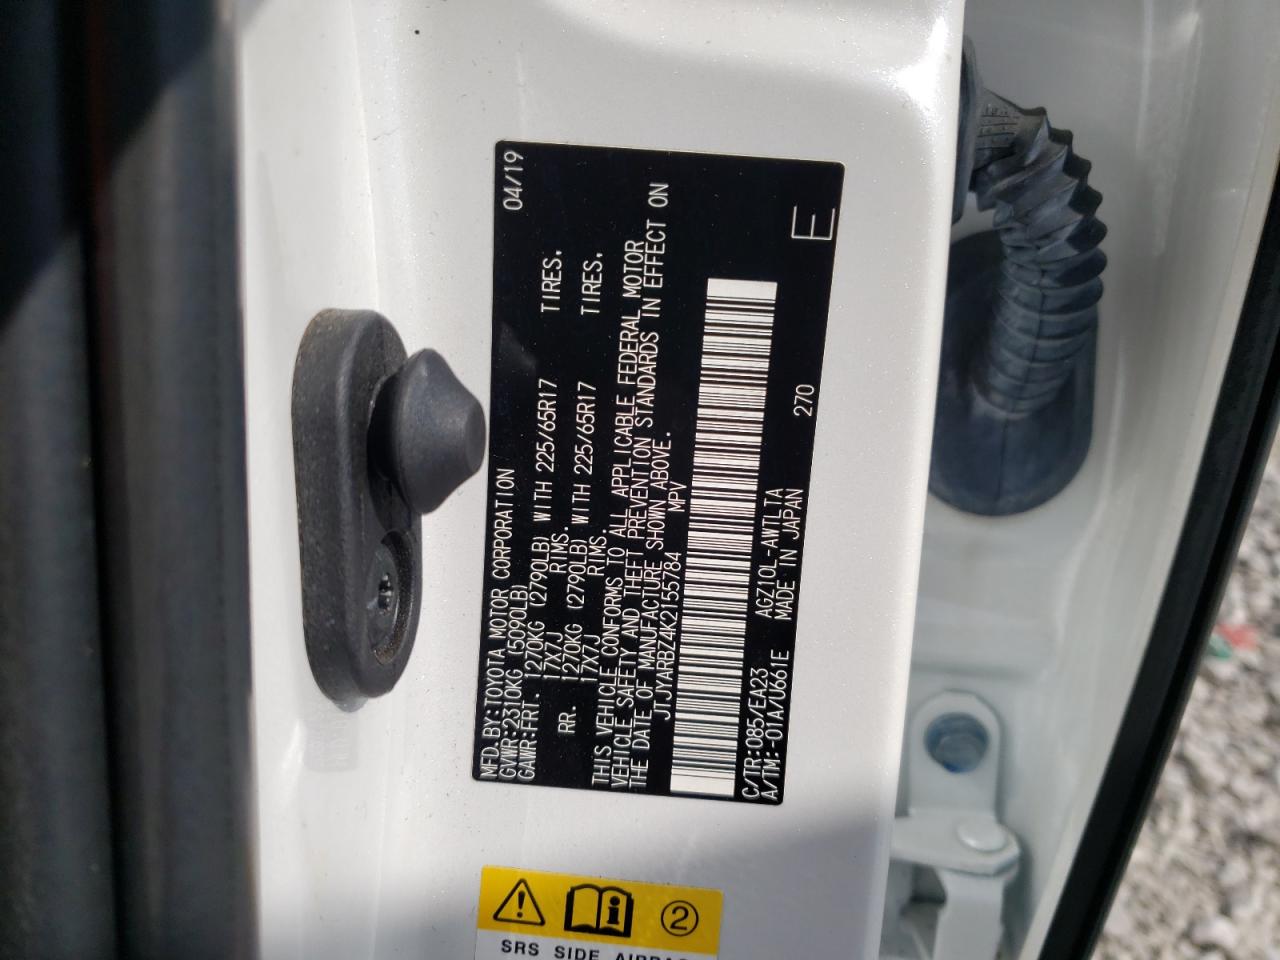 MFD.BY:TOYOTA MOTOR CORPORATION 04/19
GVWR:2310KG (5090LB)
GAWR:FRT. 1270KG (2790LB) WITH 225/65R17 TIRES,
17X7J RIMS.
RR. 1270KG (2790LB) WITH 225/65R17 TIRES,
17X7J RIMS.
THIS VEHICLE CONFORMS TO ALL APPLICABLE FEDERAL MOTOR
VEHICLE SAFETY AND THEFT PREVENTION STANDARDS IN EFFECT ON
THE DATE OF MANUFACTURE SHOWN ABOVE.
JTJYARBZ4K2155784 MPV
C/TR:085/EA23 AGZ10L-AWTLTA 270
A/TM:-01A/U661E MADE IN JAPAN E
2
SRS SIDE AIRBAG